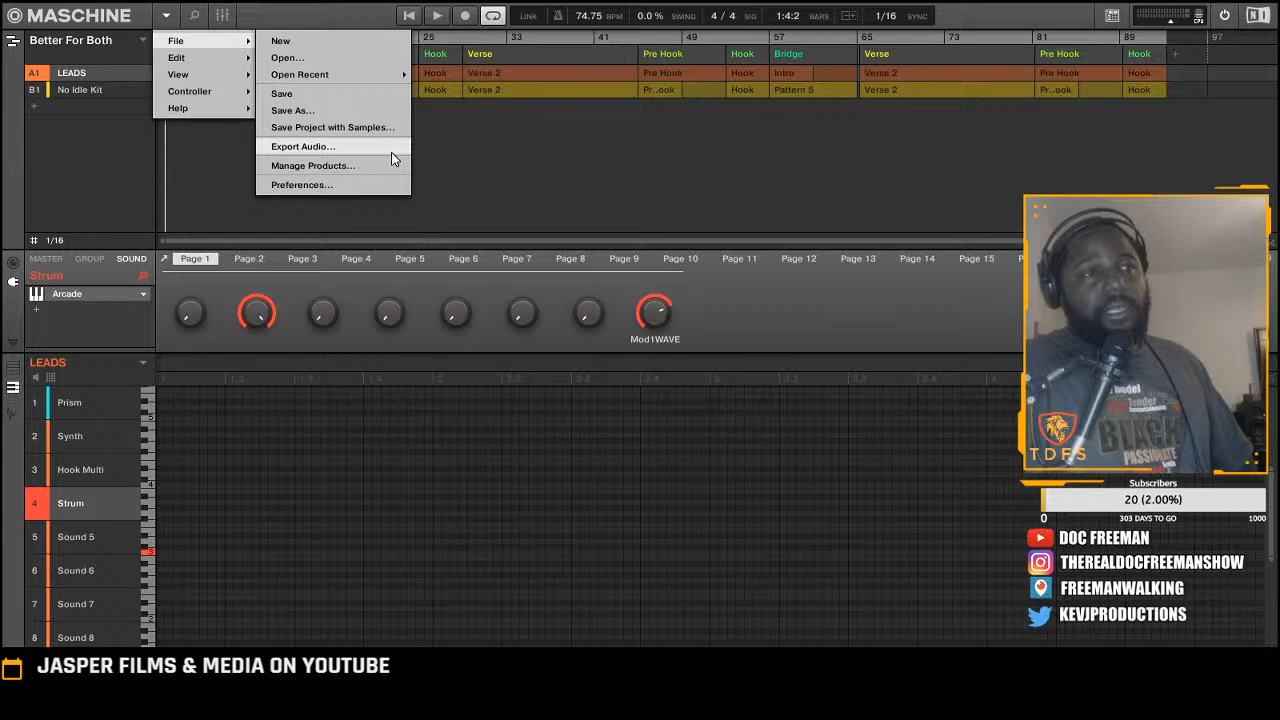 MASCHINE
LINK 74.75 BPM 0.0 % SWING 4 / 4 1:4:2 BARS 1/16 SYNC
Better For Both
File
Edit
View
Controller
Help
New
Open...
Open Recent
Save
Save As...
Save Project with Samples...
Export Audio...
Manage Products...
Preferences...
25 33 49 57 65 73 81 89 97
Hook Verse Pre Hook Hook Bridge Verse Pre Hook Hook
A1 LEADS
Hook Verse 2 Pre Hook Hook Intro Verse 2 Pre Hook Hook
B1 No Idle Kit
Hook Verse 2 Pr..ook Hook Pattern 5 Verse 2 Pr..ook Hook
1/16
MASTER GROUP SOUND
Page 1 Page 2 Page 3 Page 4 Page 5 Page 6 Page 7 Page 8 Page 9 Page 10 Page 11 Page 12 Page 13 Page 14 Page 15
Strum
Arcade
Mod1WAVE
LEADS
1 Prism
2 Synth
3 Hook Multi
4 Strum
5 Sound 5
6 Sound 6
7 Sound 7
8 Sound 8
model
Tender
BLACK
PASSIONATE
TDFS
Subscribers
20 (2.00%)
0 303 DAYS TO GO 1000
DOC FREEMAN
THEREALDOCFREEMANSHOW
FREEMANWALKING
KEVJPRODUCTIONS
JASPER FILMS & MEDIA ON YOUTUBE